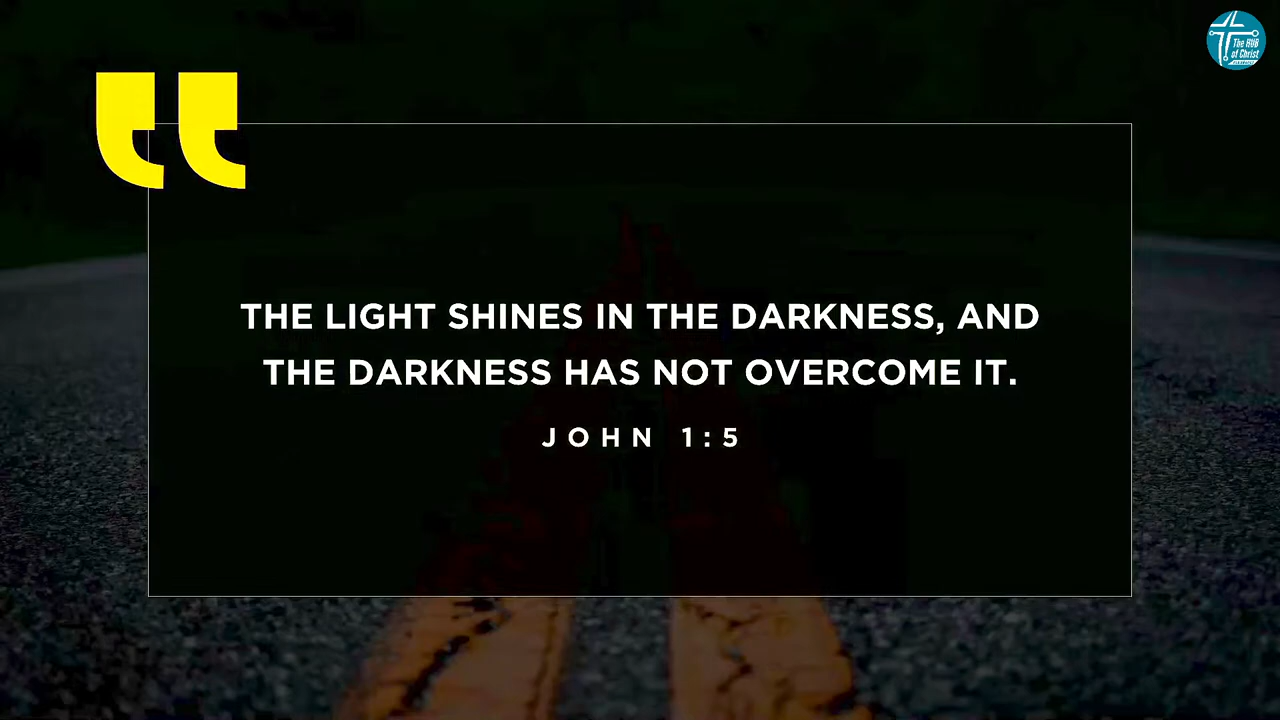 THE LIGHT SHINES IN THE DARKNESS, AND
THE DARKNESS HAS NOT OVERCOME IT.
JOHN 1:5
The HUB
of Christ